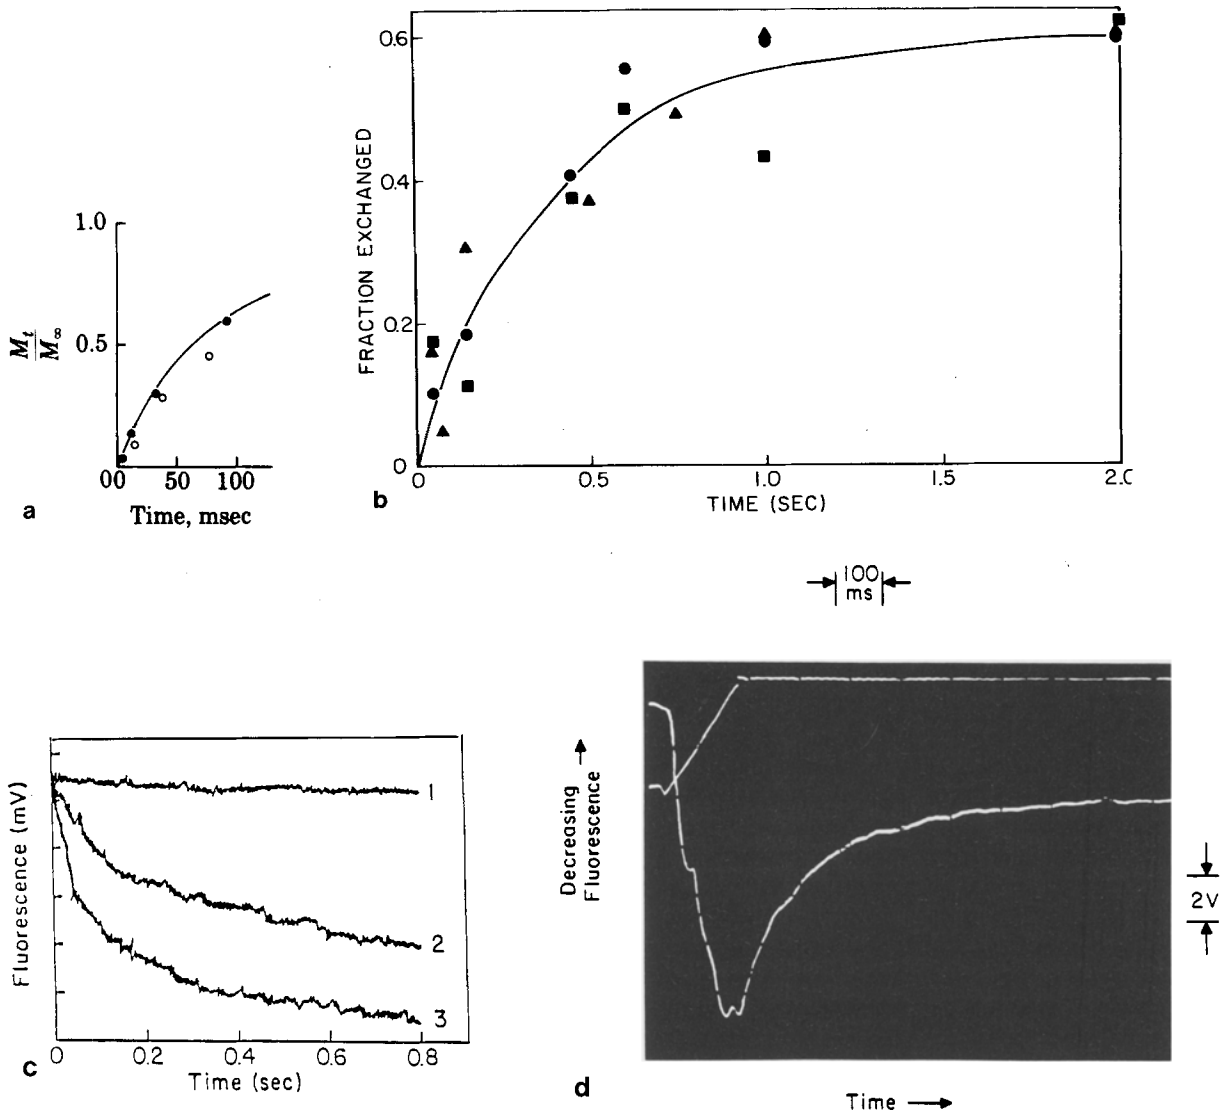 1.0
0.5
M_t
M_∞
00 50 100
Time, msec
a
0.6
0.4
0.2
0
FRACTION EXCHANGED
0 0.5 1.0 1.5 2.0
TIME (SEC)
b
Fluorescence (mV)
1
2
3
0 0.2 0.4 0.6 0.8
Time (sec)
c
100
ms
Decreasing
Fluorescence
2V
Time
d